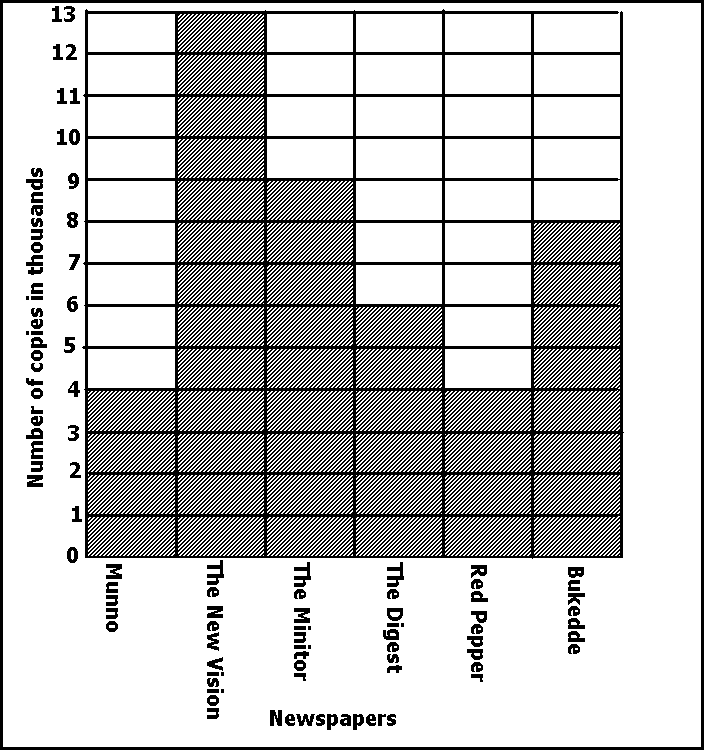 13
12
11
10
9
8
7
6
5
4
3
2
1
0
Number of copies in thousands
Munno
The New Vision
The Minitor
The Digest
Red Pepper
Bukedde
Newspapers